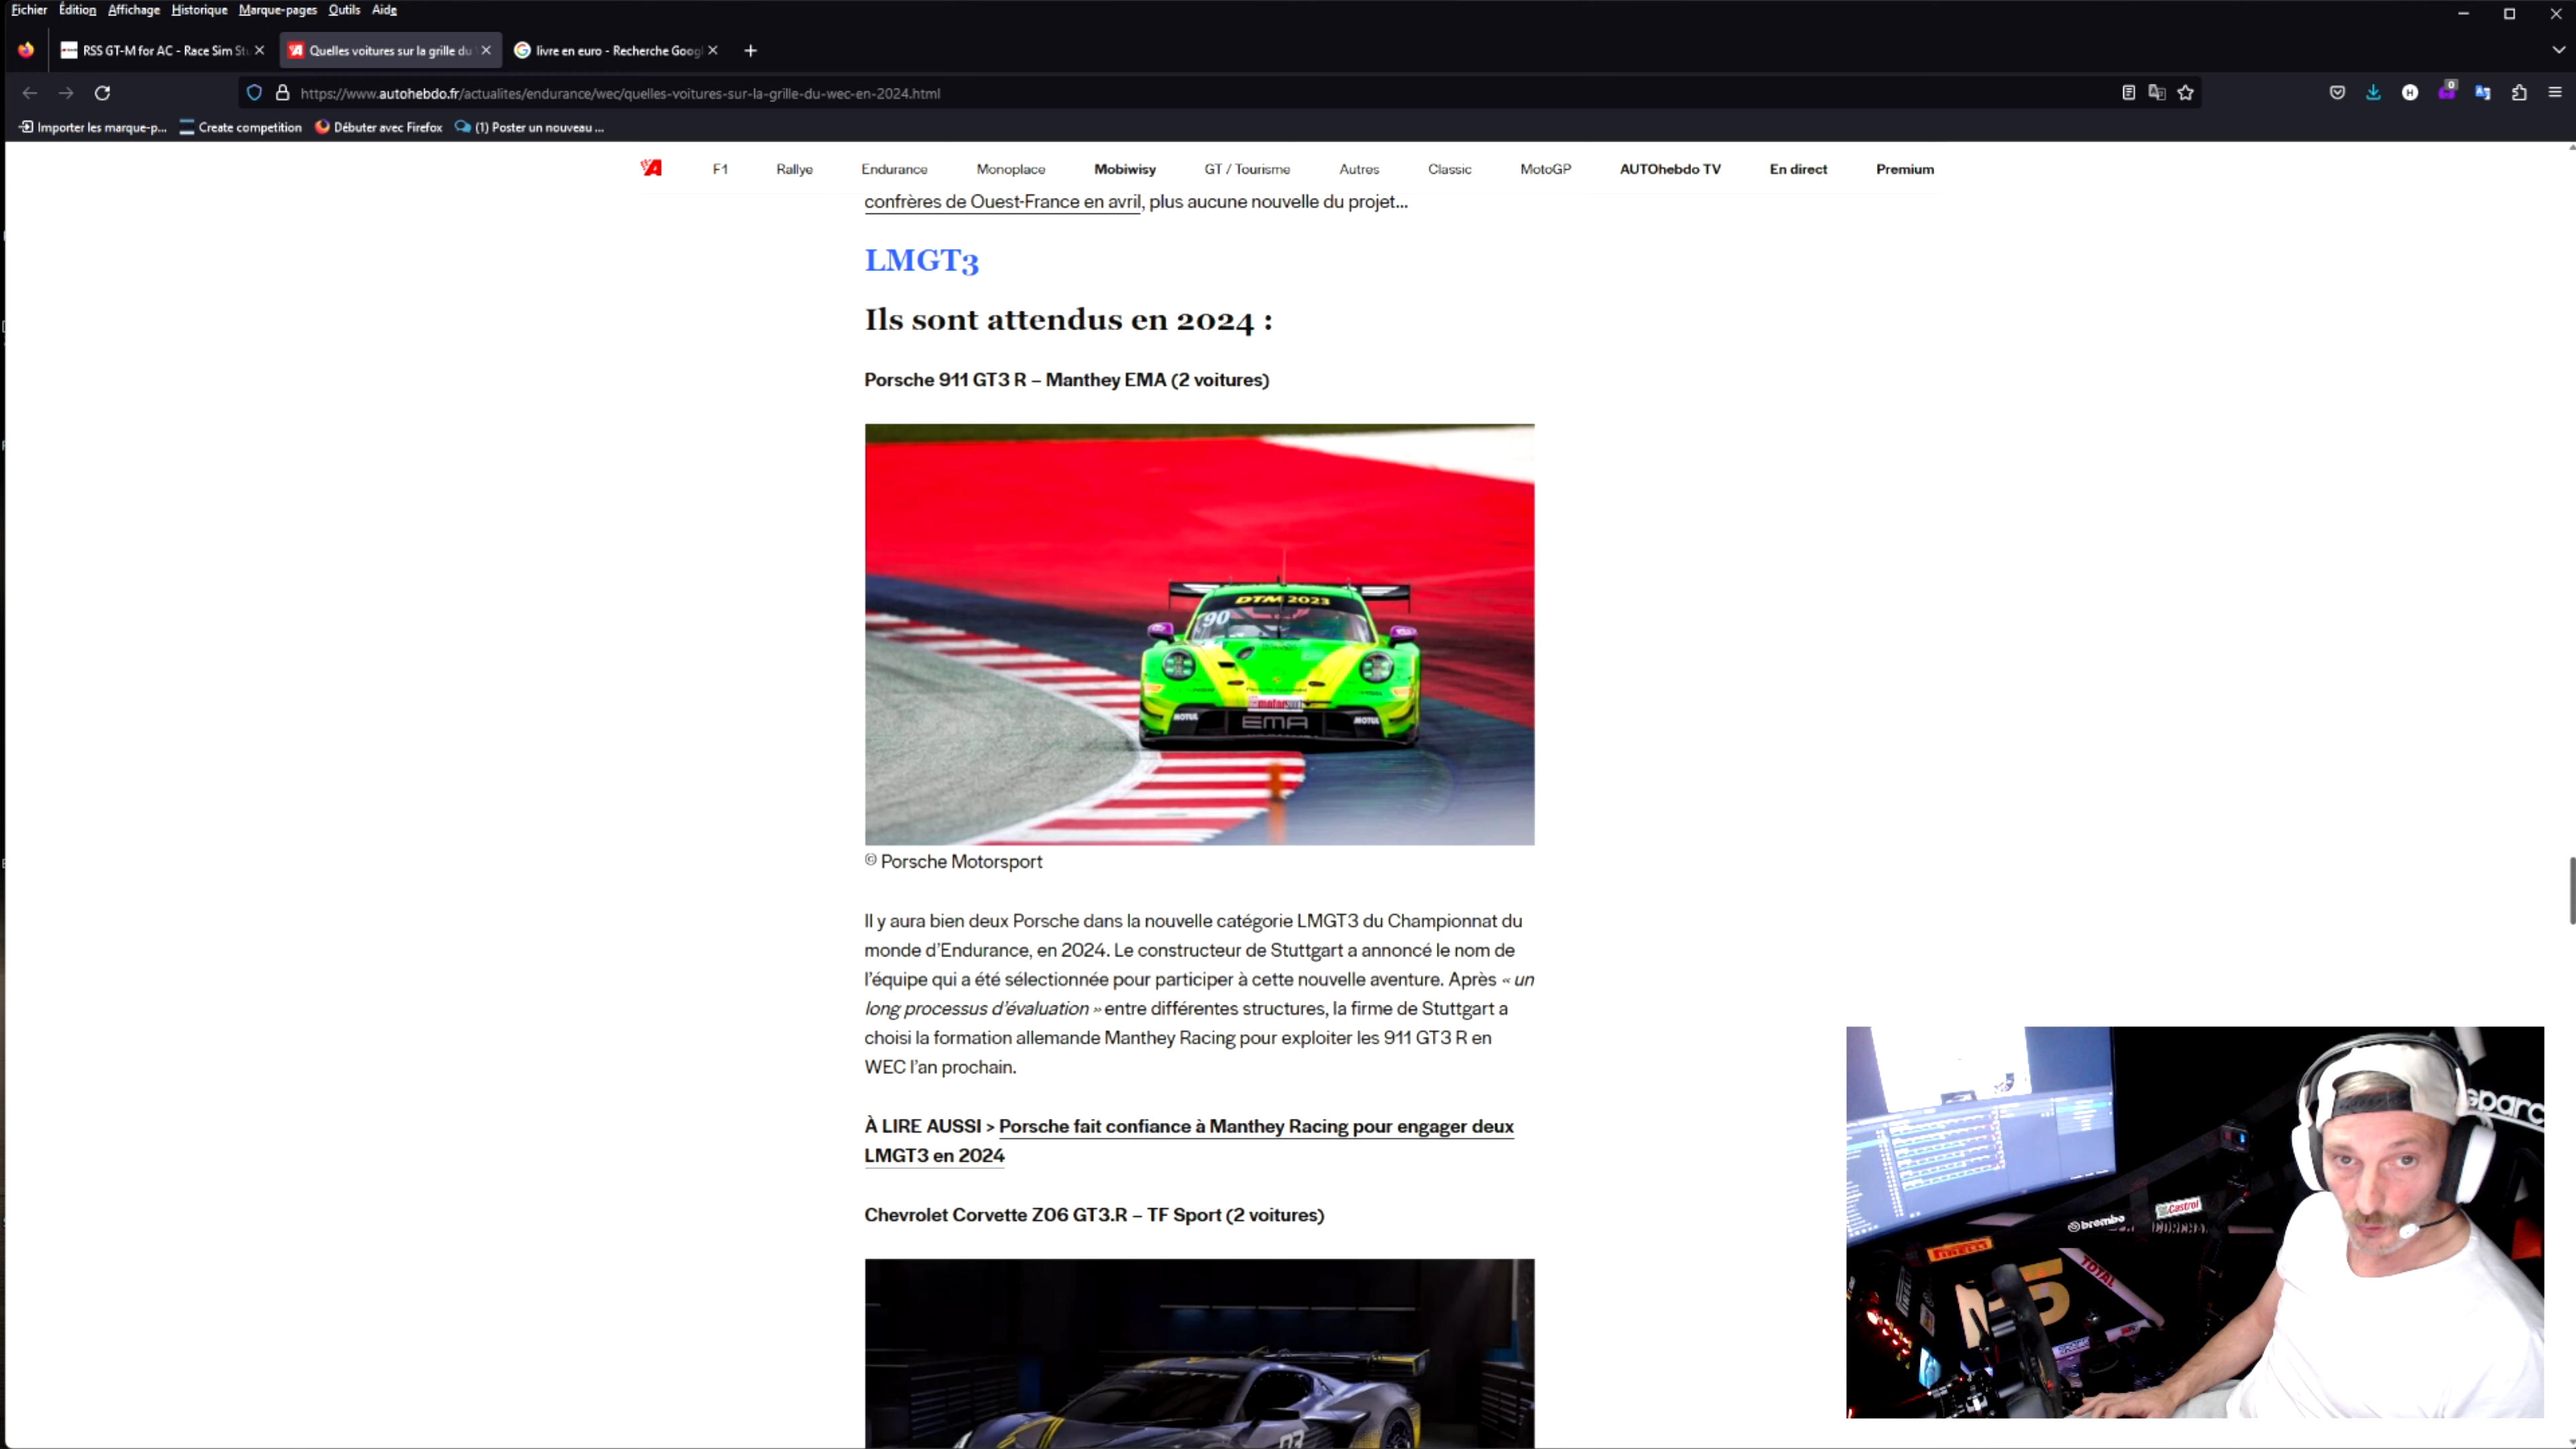 Fichier Édition Affichage Historique Marque-pages Outils Aide
RSS GT-M for AC - Race Sim Stu
Quelles voitures sur la grille du
livre en euro - Recherche Googl
https://www.autohebdo.fr/actualites/endurance/wec/quelles-voitures-sur-la-grille-du-wec-en-2024.html
Importer les marque-p... Create competition Débuter avec Firefox (1) Poster un nouveau ...
F1 Rallye Endurance Monoplace Mobiwisy GT / Tourisme Autres Classic MotoGP AUTOhebdo TV En direct Premium
confrères de Ouest-France en avril, plus aucune nouvelle du projet...
LMGT3
Ils sont attendus en 2024 :
Porsche 911 GT3 R – Manthey EMA (2 voitures)
DTM 2023
90
MOTUL EMA MOTUL
© Porsche Motorsport
Il y aura bien deux Porsche dans la nouvelle catégorie LMGT3 du Championnat du
monde d’Endurance, en 2024. Le constructeur de Stuttgart a annoncé le nom de
l’équipe qui a été sélectionnée pour participer à cette nouvelle aventure. Après « un
long processus d’évaluation » entre différentes structures, la firme de Stuttgart a
choisi la formation allemande Manthey Racing pour exploiter les 911 GT3 R en
WEC l’an prochain.
À LIRE AUSSI > Porsche fait confiance à Manthey Racing pour engager deux
LMGT3 en 2024
Chevrolet Corvette Z06 GT3.R – TF Sport (2 voitures)
sparc
Castrol
brembo
PIRELLI
TOTAL